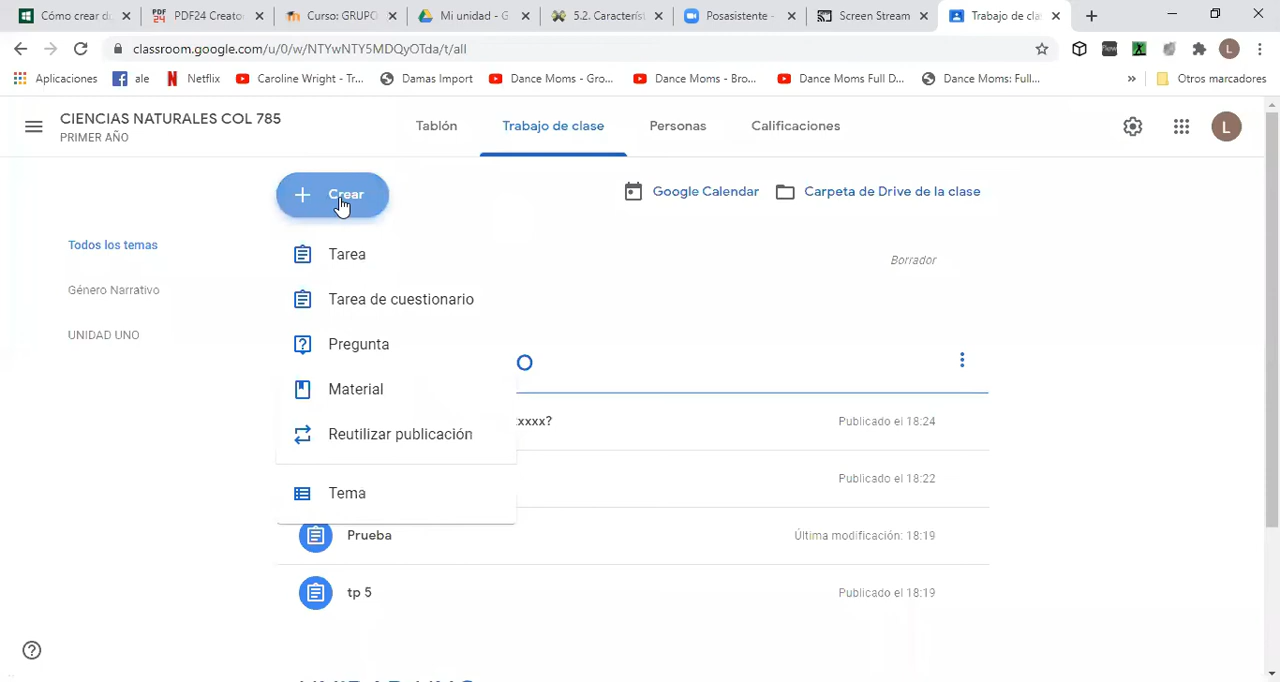 Cómo crear d
PDF24 Creato
Curso: GRUPO
Mi unidad - G
5.2. Caracterís
Posasistente -
Screen Stream
Trabajo de cla
classroom.google.com/u/0/w/NTYwNTY5MDQyOTda/t/all
Aplicaciones
ale
Netflix
Caroline Wright - Tr...
Damas Import
Dance Moms - Gro...
Dance Moms - Bro...
Dance Moms Full D...
Dance Moms: Full...
Otros marcadores
CIENCIAS NATURALES COL 785
PRIMER AÑO
Tablón
Trabajo de clase
Personas
Calificaciones
L
Crear
Google Calendar
Carpeta de Drive de la clase
Todos los temas
Género Narrativo
UNIDAD UNO
Tarea
Tarea de cuestionario
Pregunta
Material
Reutilizar publicación
Tema
Borrador
O
xxxx?
Publicado el 18:24
Publicado el 18:22
Prueba
Última modificación: 18:19
tp 5
Publicado el 18:19